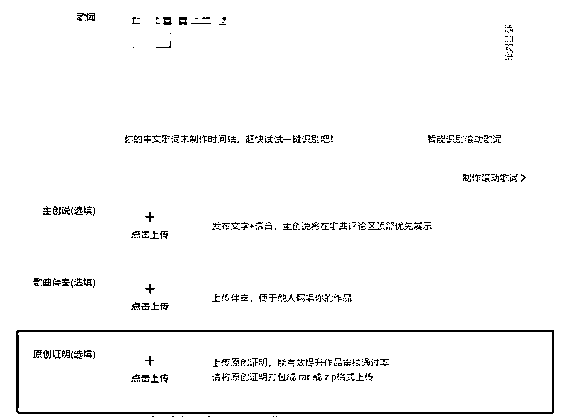 歌词
你的中文歌词未制作时间轴，赶快试试一键识别吧！
智能识别滚动歌词
制作滚动歌词 >
主创说(选填)
点击上传
发布文字+混合，主创说将在歌曲评论区顶部优先展示
歌曲伴奏(选填)
点击上传
上传伴奏，便于他人翻唱你的作品
原创证明(选填)
点击上传
上传原创证明，能有效提升作品审核通过率
请将原创证明打包成 rar 或 zip格式上传